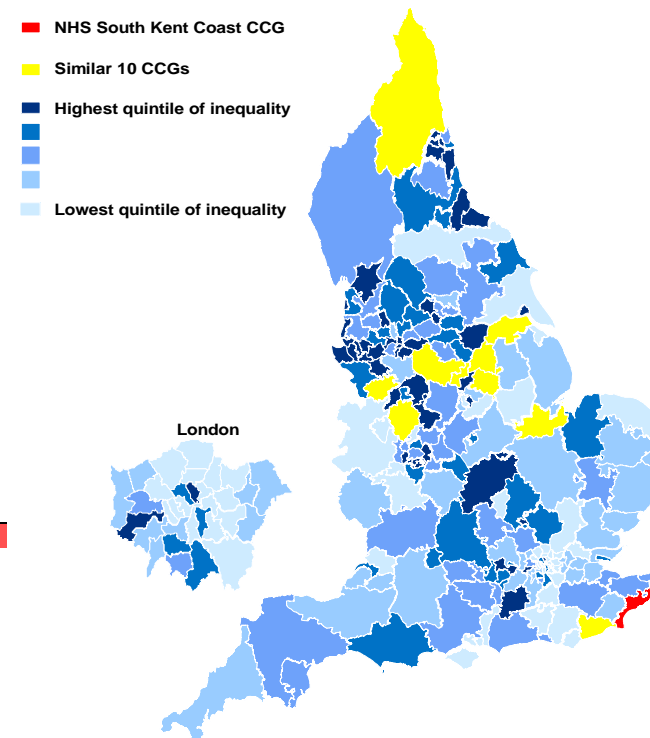 NHS South Kent Coast CCG
Similar 10 CCGs
Highest quintile of inequality
Lowest quintile of inequality
London